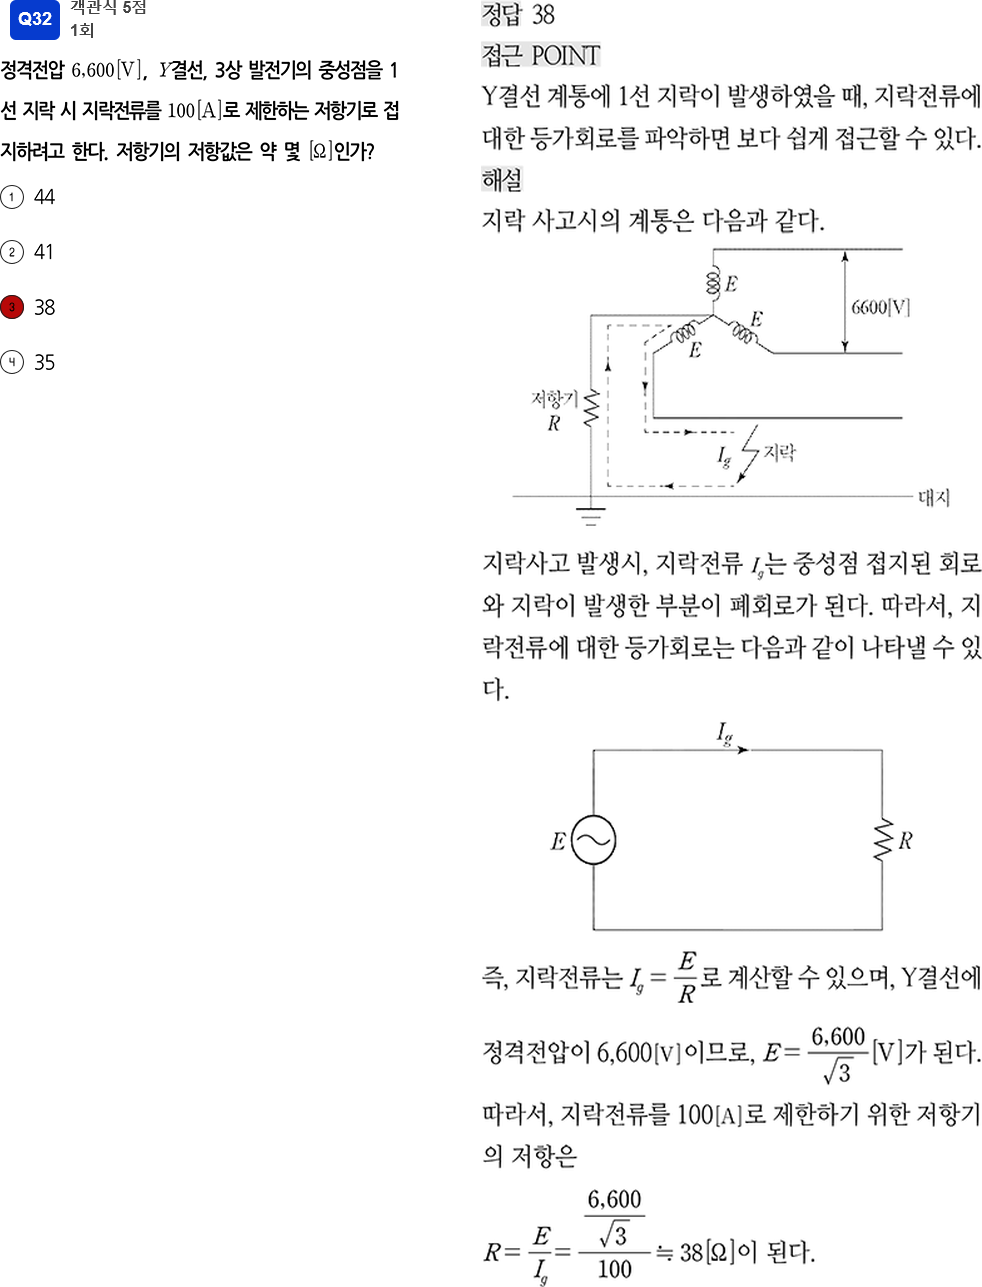 Q32
객관식 5점
1회
정격전압 6,600[V], Y결선, 3상 발전기의 중성점을 1
선 지락 시 지락전류를 100[A]로 제한하는 저항기로 접
지하려고 한다. 저항기의 저항값은 약 몇 [Ω]인가?
① 44
② 41
③ 38
④ 35
정답 38
접근 POINT
Y결선 계통에 1선 지락이 발생하였을 때, 지락전류에
대한 등가회로를 파악하면 보다 쉽게 접근할 수 있다.
해설
지락 사고시의 계통은 다음과 같다.
E
E
E
6600[V]
저항기
R
I_g
지락
대지
지락사고 발생시, 지락전류 I_g는 중성점 접지된 회로
와 지락이 발생한 부분이 폐회로가 된다. 따라서, 지
락전류에 대한 등가회로는 다음과 같이 나타낼 수 있
다.
I_g
E
R
즉, 지락전류는 I_g = E/R로 계산할 수 있으며, Y결선에
정격전압이 6,600[V]이므로, E = 6,600/√3 [V]가 된다.
따라서, 지락전류를 100[A]로 제한하기 위한 저항기
의 저항은
R = E/I_g = (6,600/√3)/100 ≒ 38[Ω]이 된다.